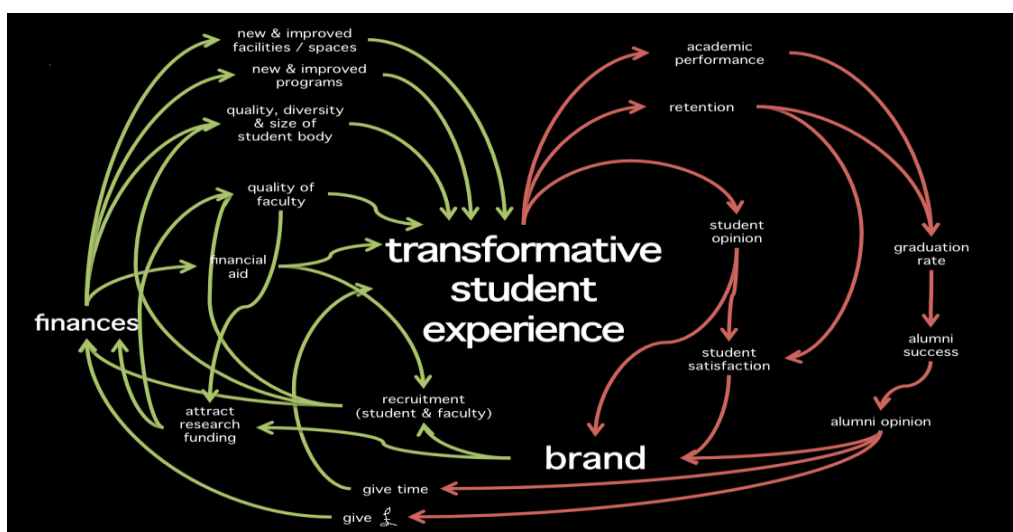 new & improved
facilities / spaces
new & improved
programs
quality, diversity
& size of
student body
quality of
faculty
financial
aid
finances
attract
research
funding
recruitment
(student & faculty)
give time
give £
transformative
student
experience
brand
academic
performance
retention
student
opinion
student
satisfaction
graduation
rate
alumni
success
alumni opinion